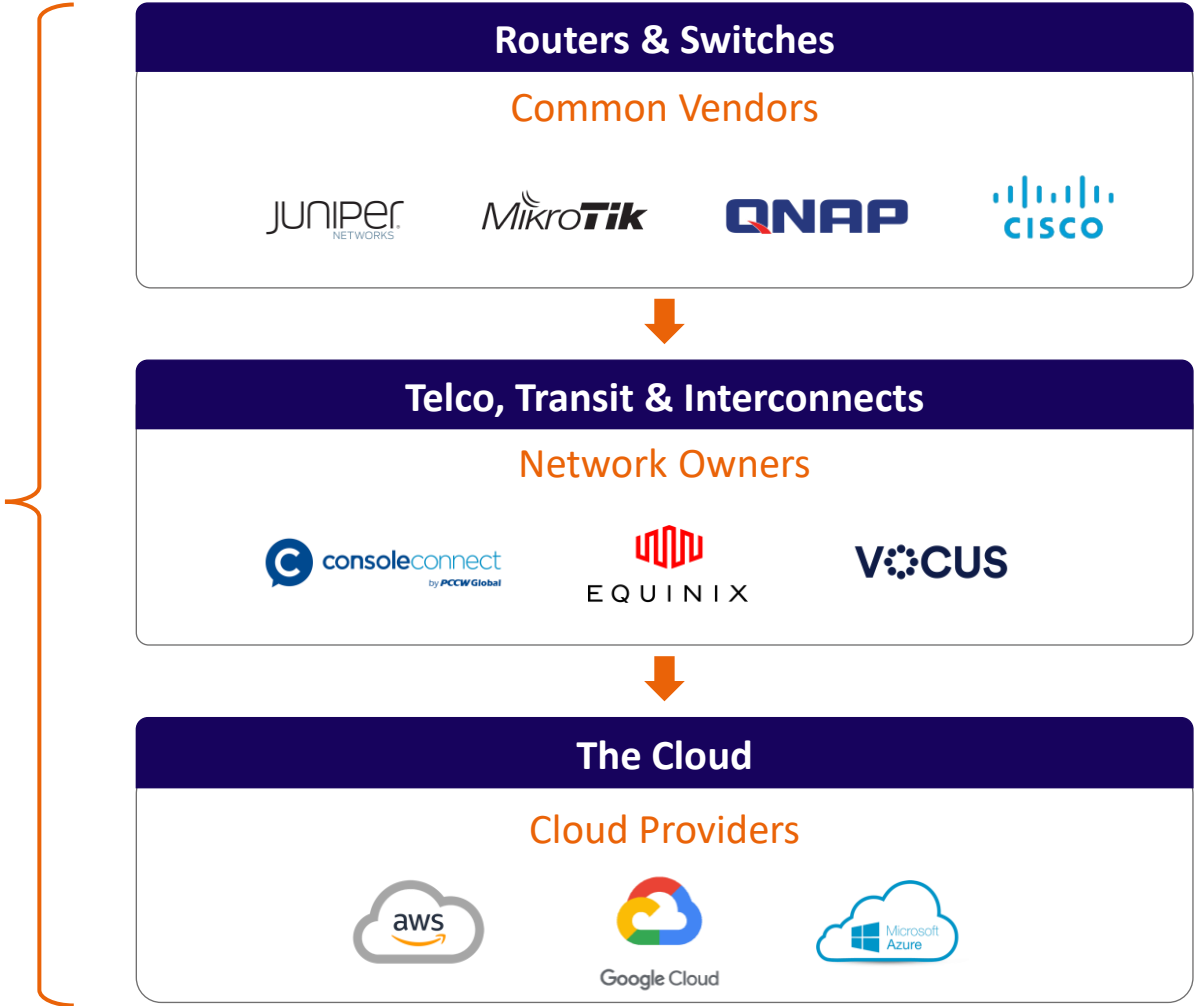 Routers & Switches
Common Vendors
JUNIPER
NETWORKS
MikroTik
QNAP
CISCO
Telco, Transit & Interconnects
Network Owners
C
consoleconnect
by PCCW Global
EQUINIX
VOCUS
The Cloud
Cloud Providers
aws
Google Cloud
Microsoft
Azure